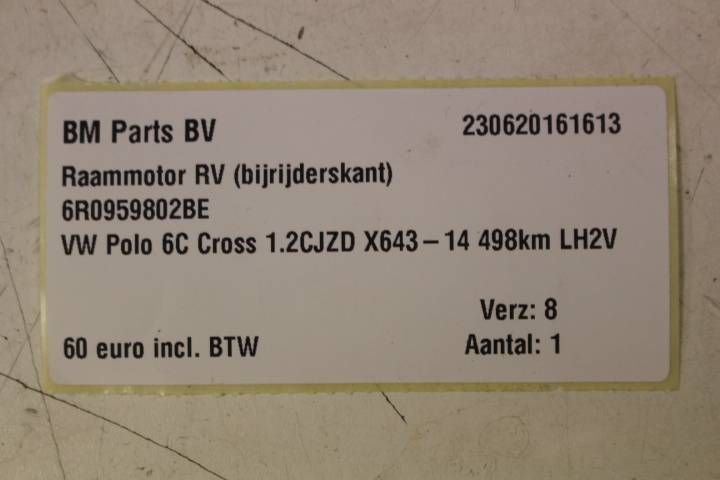 BM Parts BV 230620161613
Raammotor RV (bijrijderskant)
6R0959802BE
VW Polo 6C Cross 1.2CJZD X643-14 498km LH2V
Verz: 8
60 euro incl. BTW Aantal: 1